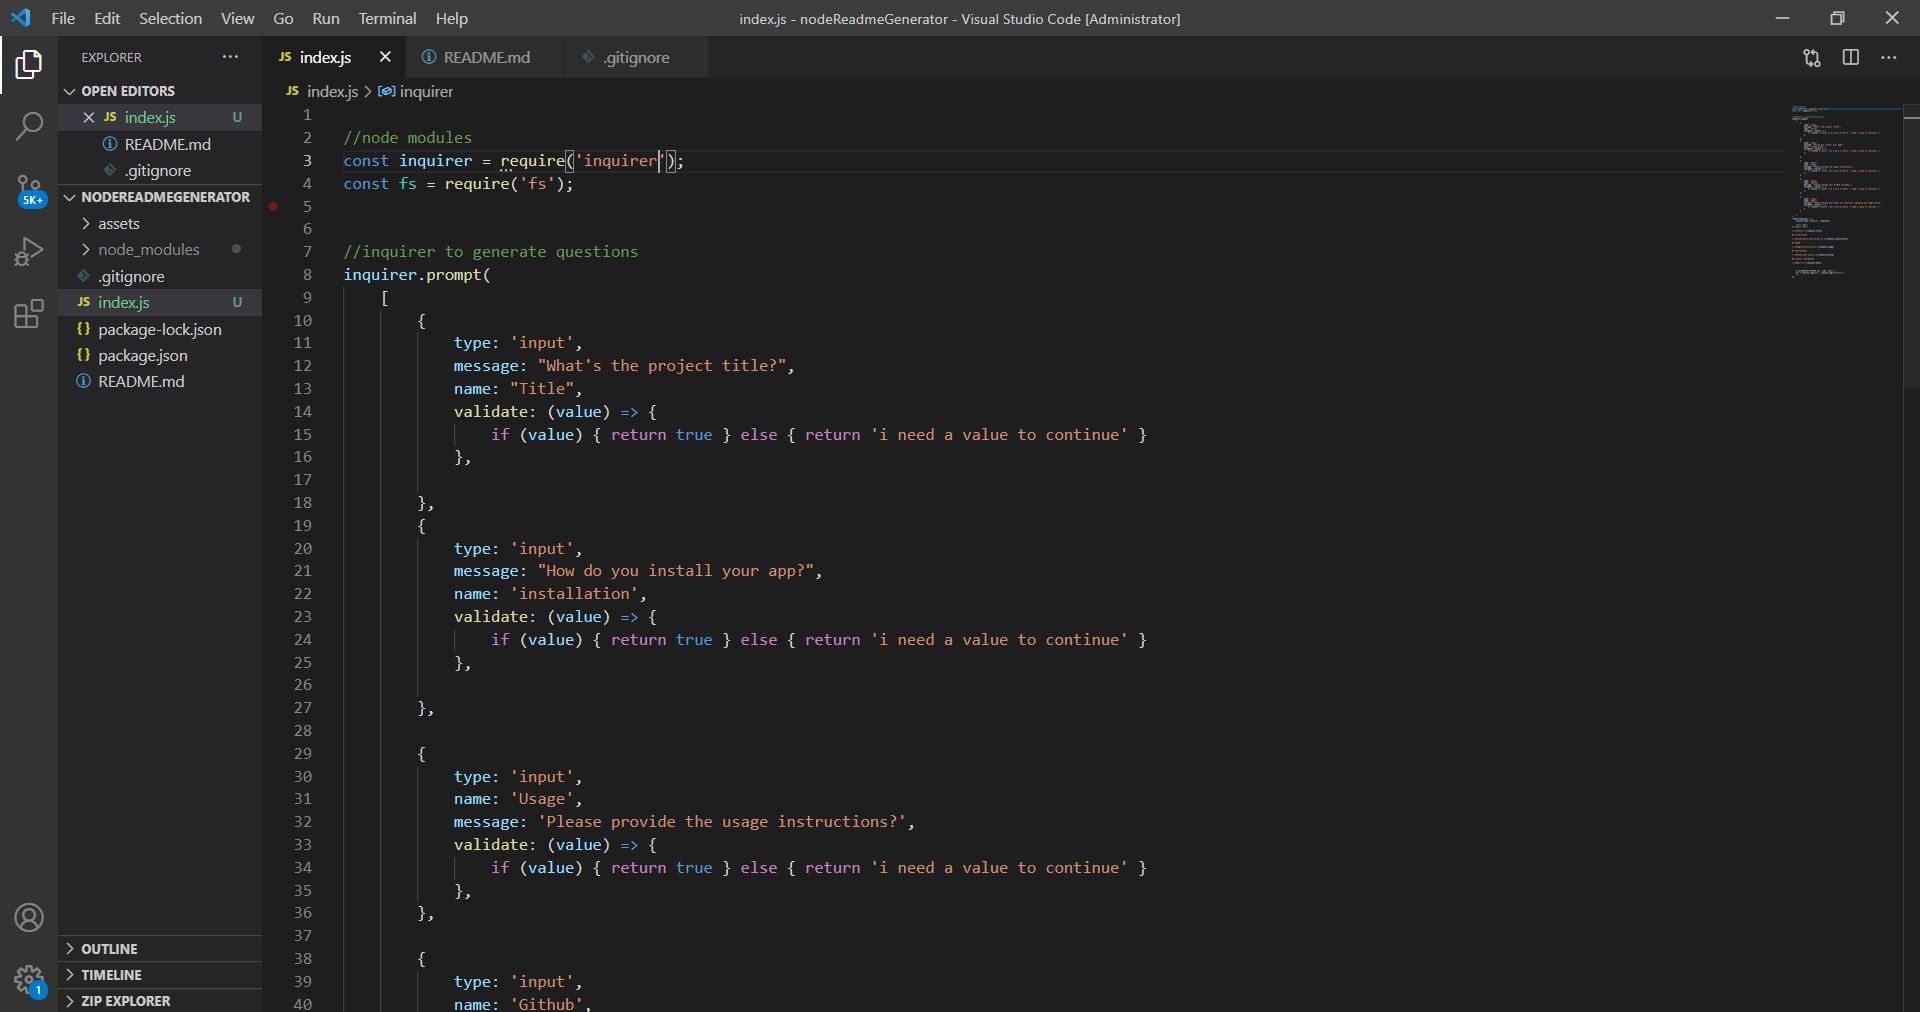 File Edit Selection View Go Run Terminal Help
index.js - nodeReadmeGenerator - Visual Studio Code [Administrator]
EXPLORER
OPEN EDITORS
JS index.js U
README.md
.gitignore
5K+
NODEREADMEGENERATOR
assets
node_modules
.gitignore
JS index.js U
{} package-lock.json
{} package.json
README.md
OUTLINE
TIMELINE
ZIP EXPLORER
1
JS index.js
README.md
.gitignore
JS index.js > inquirer
1
2 //node modules
3 const inquirer = require('inquirer');
4 const fs = require('fs');
5
6
7 //inquirer to generate questions
8 inquirer.prompt(
9 [
10 {
11 type: 'input',
12 message: "What's the project title?",
13 name: "Title",
14 validate: (value) => {
15 if (value) { return true } else { return 'i need a value to continue' }
16 },
17
18 },
19 {
20 type: 'input',
21 message: "How do you install your app?",
22 name: 'installation',
23 validate: (value) => {
24 if (value) { return true } else { return 'i need a value to continue' }
25 },
26
27 },
28
29 {
30 type: 'input',
31 name: 'Usage',
32 message: 'Please provide the usage instructions?',
33 validate: (value) => {
34 if (value) { return true } else { return 'i need a value to continue' }
35 },
36 },
37
38 {
39 type: 'input',
40 name: 'Github',